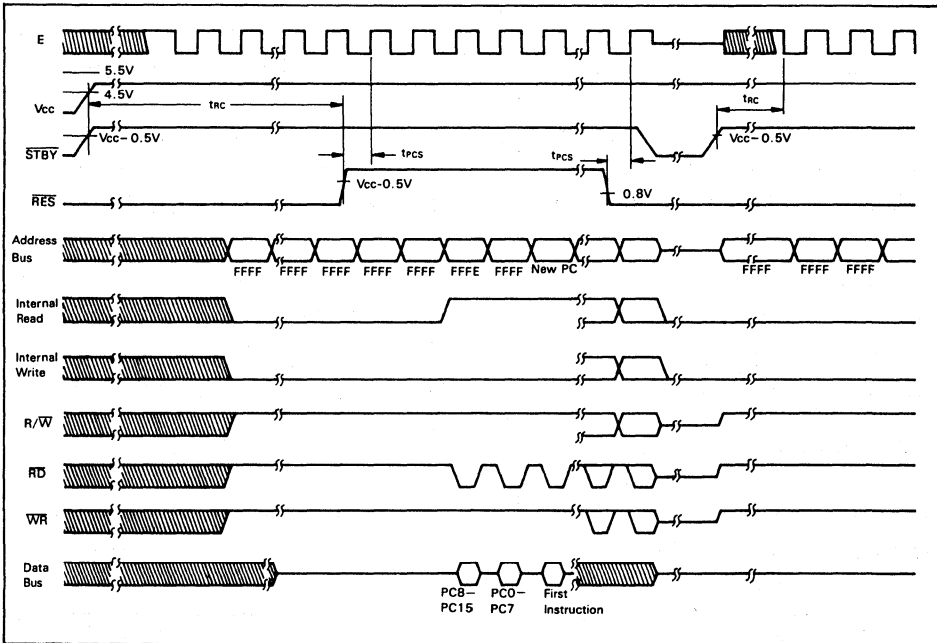 E
5.5V
4.5V
Vcc
tRC
tRC
Vcc-0.5V
Vcc-0.5V
STBY
tPCS
tPCS
Vcc-0.5V
0.8V
RES
Address
Bus
FFFF FFFF FFFF FFFF FFFF FFFE FFFF New PC FFFF FFFF FFFF
Internal
Read
Internal
Write
R/W
RD
WR
Data
Bus
PC8–
PC15
PC0–
PC7
First
Instruction